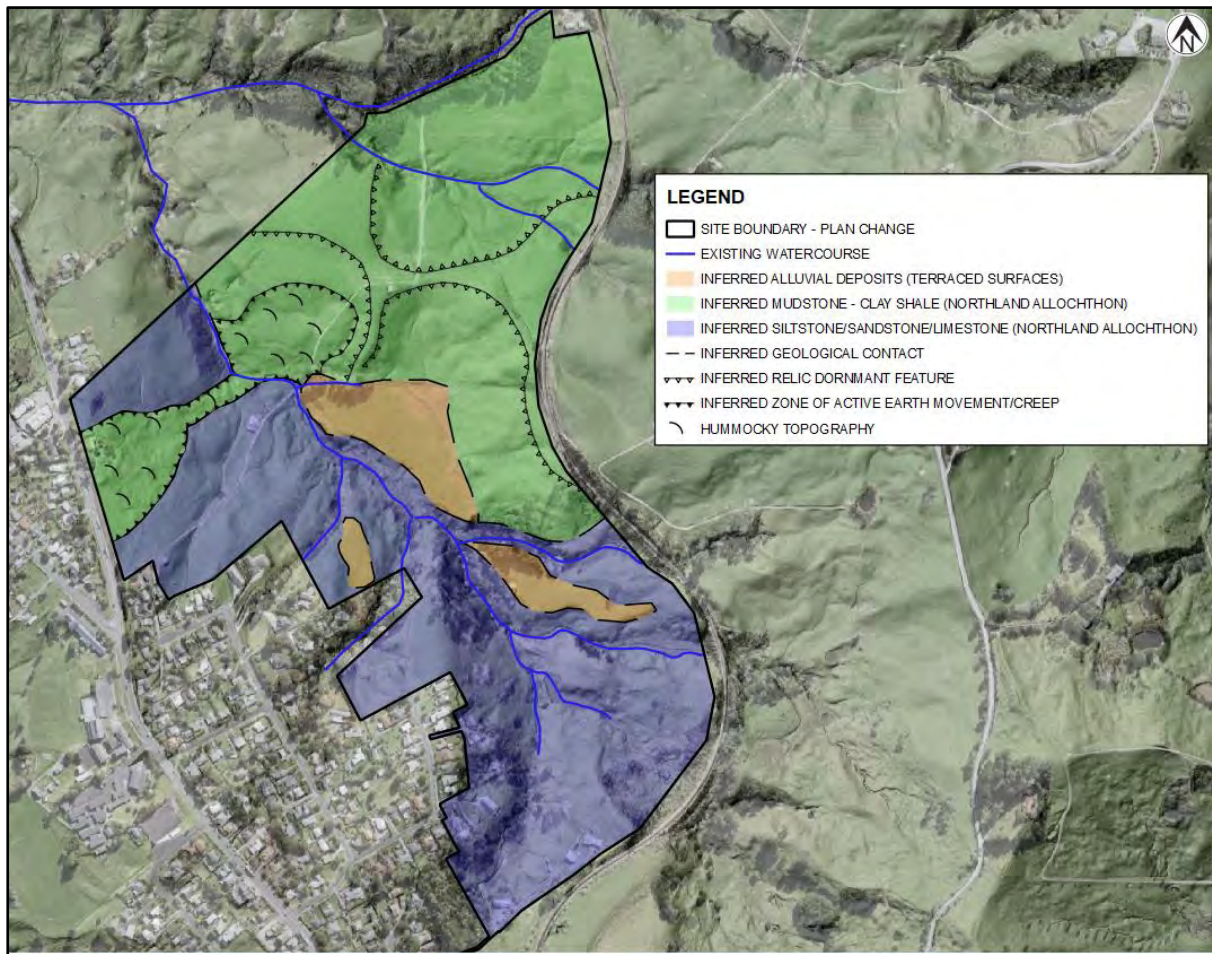 N
LEGEND
SITE BOUNDARY - PLAN CHANGE
EXISTING WATERCOURSE
INFERRED ALLUVIAL DEPOSITS (TERRACED SURFACES)
INFERRED MUDSTONE - CLAY SHALE (NORTHLAND ALLOCHTHON)
INFERRED SILTSTONE/SANDSTONE/LIMESTONE (NORTHLAND ALLOCHTHON)
INFERRED GEOLOGICAL CONTACT
INFERRED RELIC DORNMANT FEATURE
INFERRED ZONE OF ACTIVE EARTH MOVEMENT/CREEP
HUMMOCKY TOPOGRAPHY